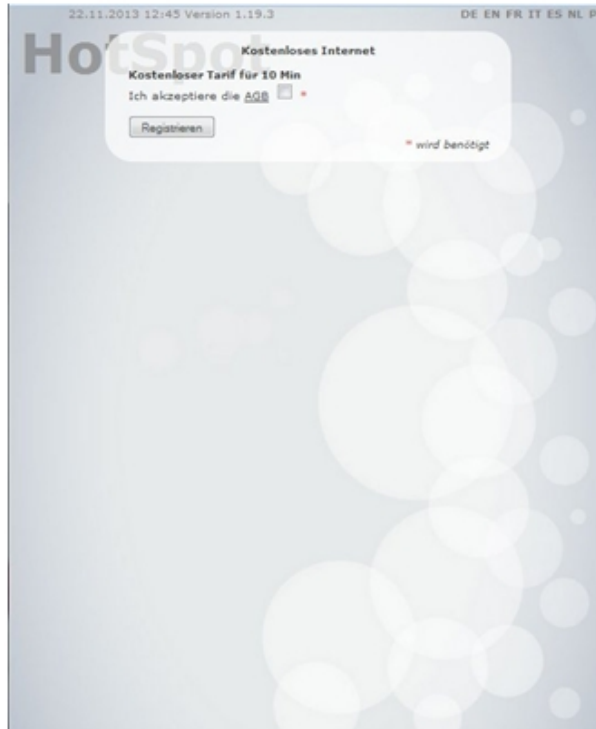 22.11.2013 12:45 Version 1.19.3 DE EN FR IT ES NL
HotSpot
Kostenloses Internet
Kostenloser Tarif für 10 Min
Ich akzeptiere die AGB *
Registrieren
* wird benötigt